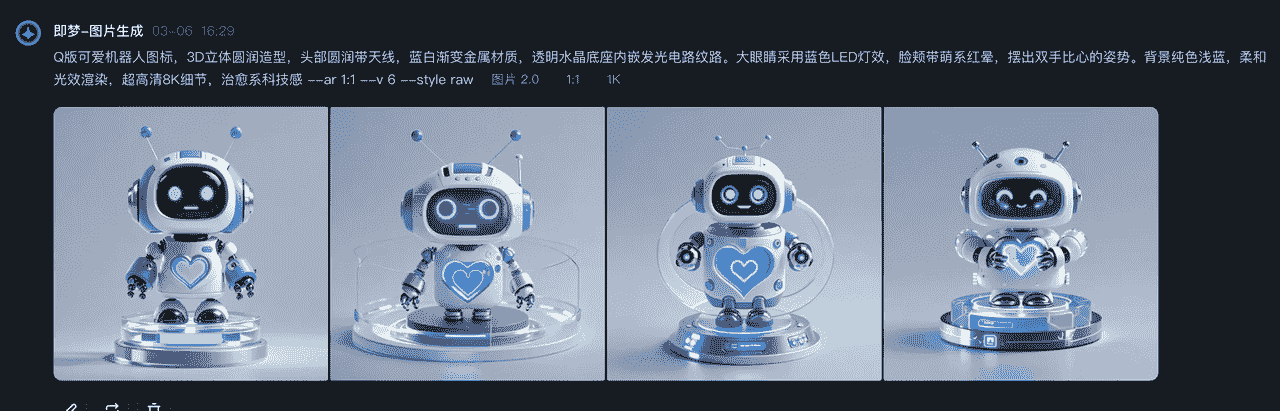 即梦-图片生成 03-06 16:29
Q版可爱机器人图标，3D立体圆润造型，头部圆润带天线，蓝白渐变金属材质，透明水晶底座内嵌发光电路纹路。大眼睛采用蓝色LED灯效，脸颊带萌系红晕，摆出双手比心的姿势。背景纯色浅蓝，柔和
光效渲染，超高清8K细节，治愈系科技感 --ar 1:1 --v 6 --style raw 图片 2.0 1:1 1K